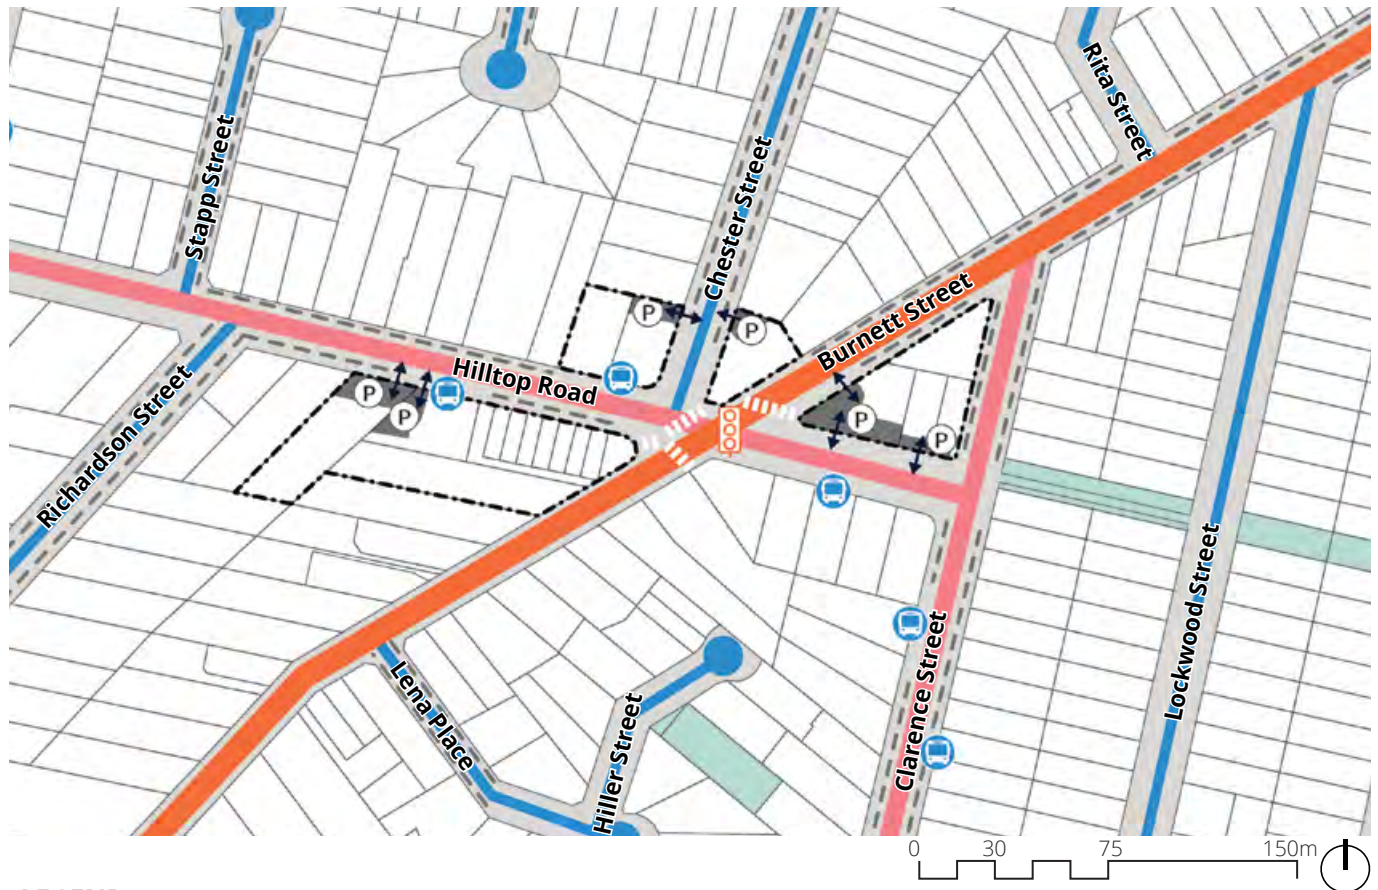 Rita Street
Stapp Street
Chester Street
Burnett Street
P
P
Hilltop Road
P
P
P
P
Richardson Street
Lockwood Street
Clarence Street
Lena Place
Hiller Street
0 30 75 150m